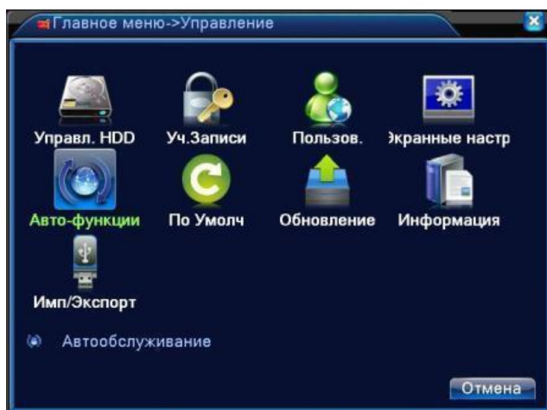 Главное меню->Управление
Управл. HDD Уч.Записи Пользов. Экранные настр
Авто-функции По Умолч Обновление Информация
Имп/Экспорт
Автообслуживание
Отмена